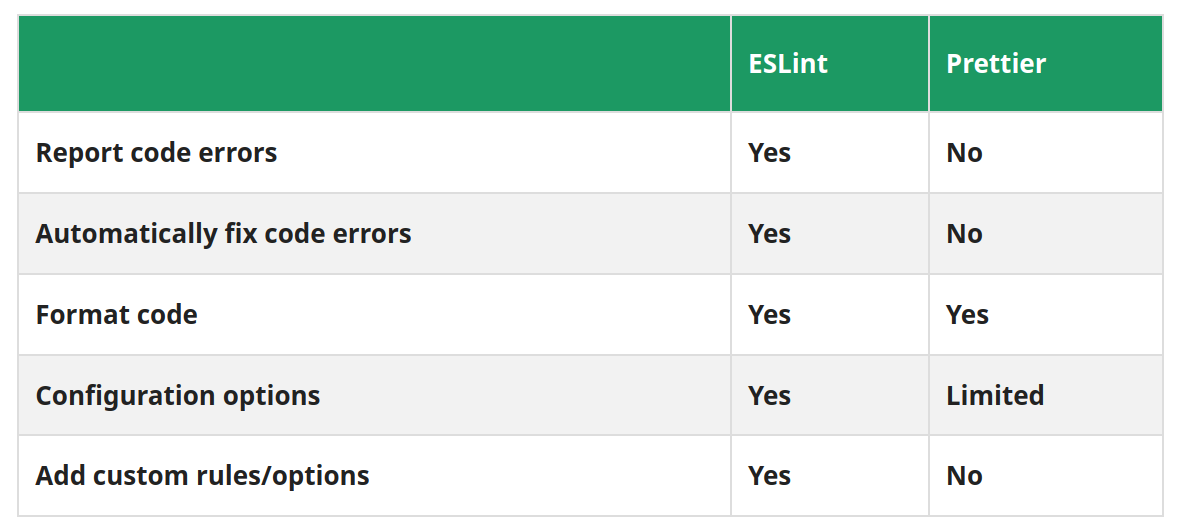 ESLint Prettier
Report code errors Yes No
Automatically fix code errors Yes No
Format code Yes Yes
Configuration options Yes Limited
Add custom rules/options Yes No